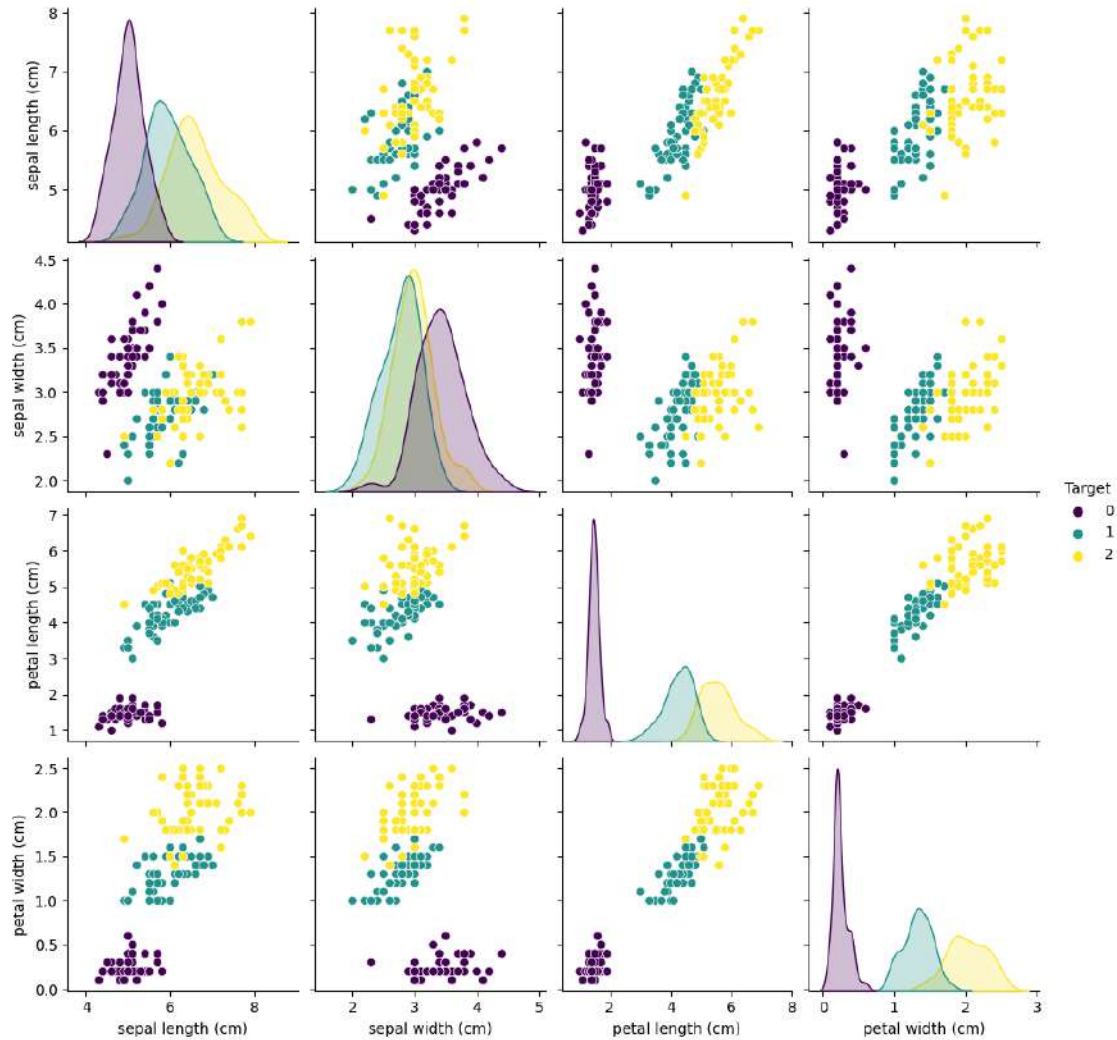 8
7
6
5
sepal length (cm)
4.5
4.0
3.5
3.0
2.5
2.0
sepal width (cm)
Target
0
1
2
7
6
5
4
3
2
1
petal length (cm)
2.5
2.0
1.5
1.0
0.5
0.0
petal width (cm)
4 6 8
2 3 4 5
2 4 6 8
0 1 2 3
sepal length (cm)
sepal width (cm)
petal length (cm)
petal width (cm)